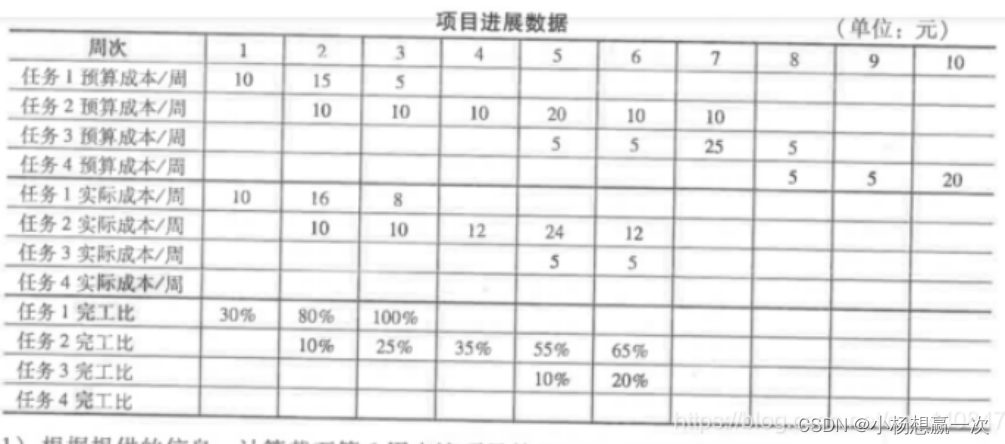 项目进展数据 (单位：元)
周次 1 2 3 4 5 6 7 8 9 10
任务1预算成本/周 10 15 5
任务2预算成本/周 10 10 10 20 10 10
任务3预算成本/周 5 5 25 5
任务4预算成本/周 5 5 20
任务1实际成本/周 10 16 8
任务2实际成本/周 10 10 12 24 12
任务3实际成本/周 5 5
任务4实际成本/周
任务1完工比 30% 80% 100%
任务2完工比 10% 25% 35% 55% 65%
任务3完工比 10% 20%
任务4完工比
https://blog.
CSDN @小杨想赢一次